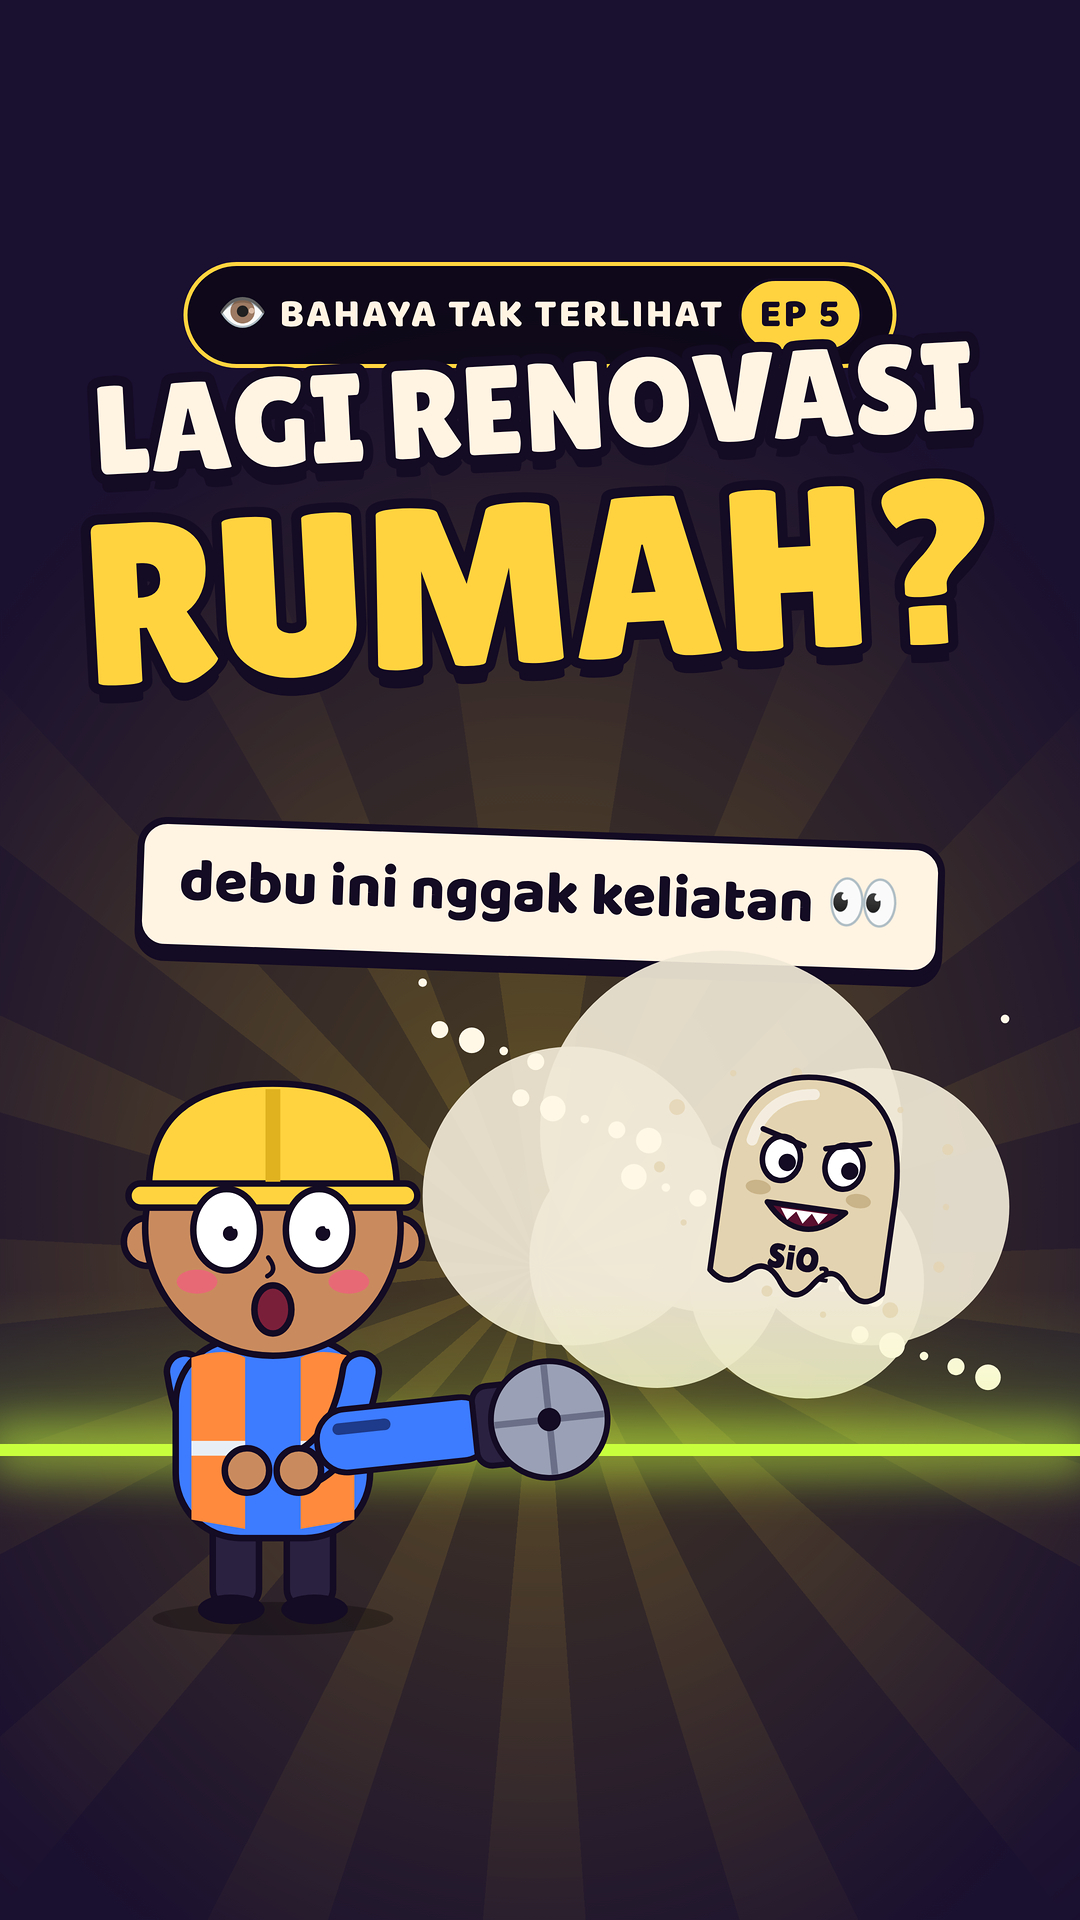 👁️ BAHAYA TAK TERLIHAT EP 5
LAGI RENOVASI
RUMAH?
debu ini nggak keliatan 👀
SiO₂